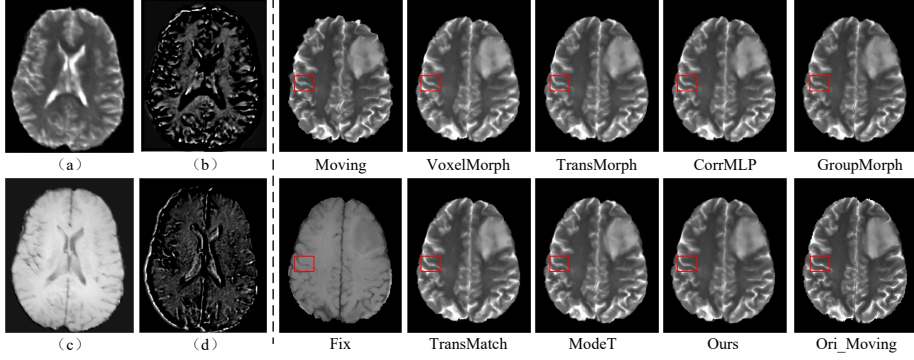 （a） （b） Moving VoxelMorph TransMorph CorrMLP GroupMorph
（c） （d） Fix TransMatch ModeT Ours Ori_Moving